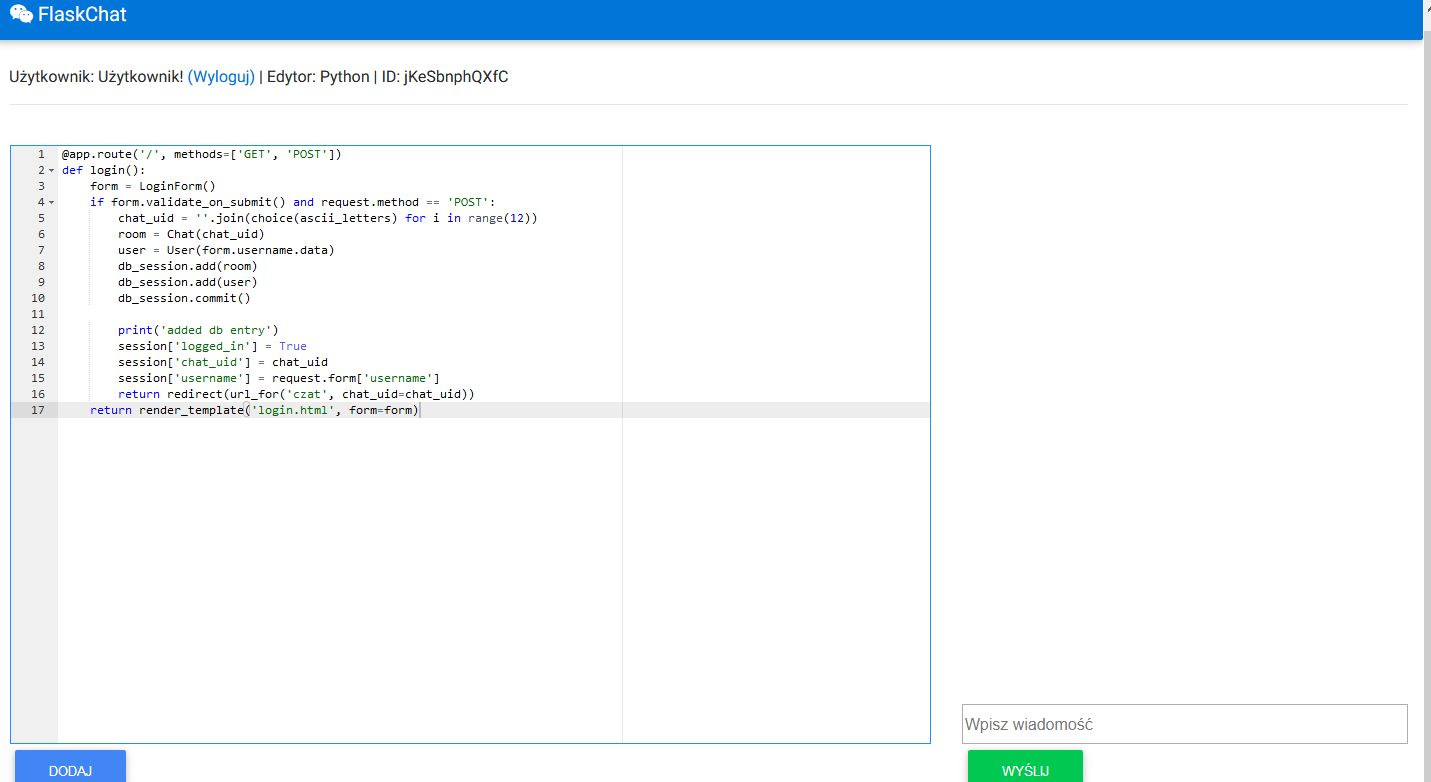 FlaskChat
Użytkownik: Użytkownik! (Wyloguj) | Edytor: Python | ID: jKeSbnphQXfC
1 @app.route('/', methods=['GET', 'POST'])
2 def login():
3     form = LoginForm()
4     if form.validate_on_submit() and request.method == 'POST':
5         chat_uid = ''.join(choice(ascii_letters) for i in range(12))
6         room = Chat(chat_uid)
7         user = User(form.username.data)
8         db_session.add(room)
9         db_session.add(user)
10         db_session.commit()
11
12         print('added db entry')
13         session['logged_in'] = True
14         session['chat_uid'] = chat_uid
15         session['username'] = request.form['username']
16         return redirect(url_for('czat', chat_uid=chat_uid))
17     return render_template('login.html', form=form)
Wpisz wiadomość
DODAJ
WYŚLIJ